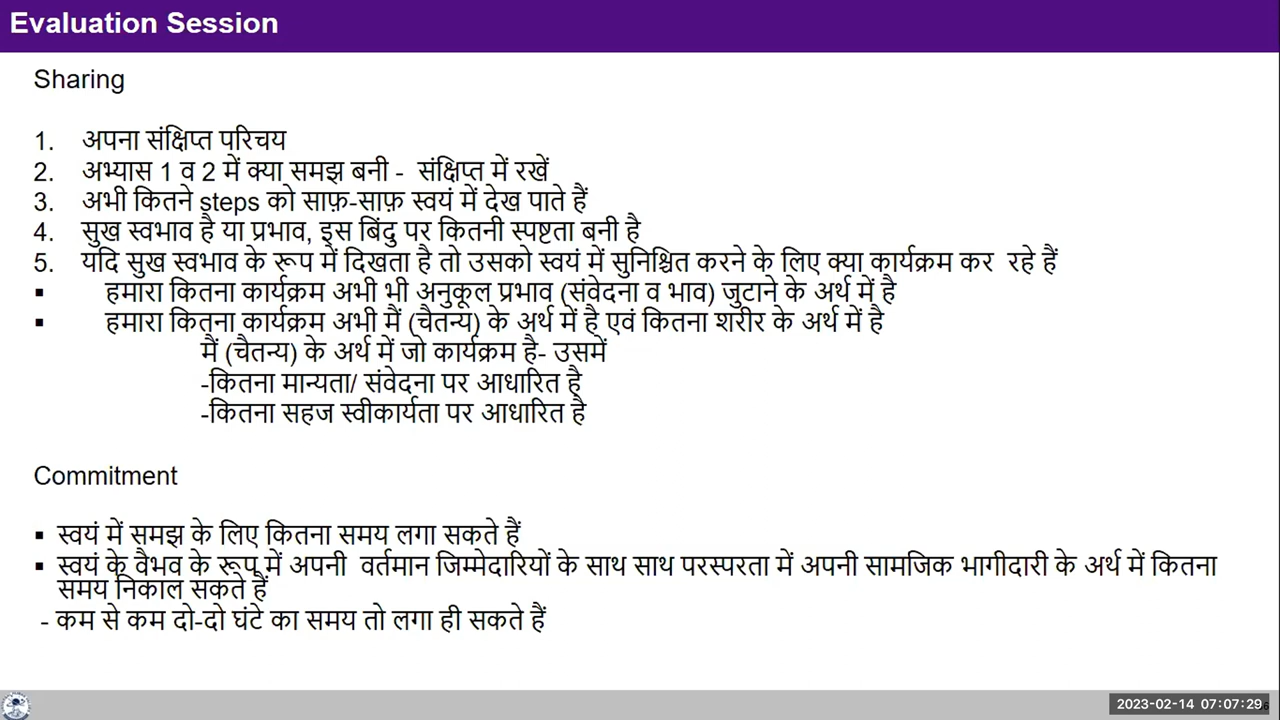 Evaluation Session
Sharing
1. अपना संक्षिप्त परिचय
2. अभ्यास 1 व 2 में क्या समझ बनी - संक्षिप्त में रखें
3. अभी कितने steps को साफ़-साफ़ स्वयं में देख पाते हैं
4. सुख स्वभाव है या प्रभाव, इस बिंदु पर कितनी स्पष्टता बनी है
5. यदि सुख स्वभाव के रूप में दिखता है तो उसको स्वयं में सुनिश्चित करने के लिए क्या कार्यक्रम कर रहे हैं
▪ हमारा कितना कार्यक्रम अभी भी अनुकूल प्रभाव (संवेदना व भाव) जुटाने के अर्थ में है
▪ हमारा कितना कार्यक्रम अभी मैं (चैतन्य) के अर्थ में है एवं कितना शरीर के अर्थ में है
मैं (चैतन्य) के अर्थ में जो कार्यक्रम है- उसमें
-कितना मान्यता/ संवेदना पर आधारित है
-कितना सहज स्वीकार्यता पर आधारित है
Commitment
▪ स्वयं में समझ के लिए कितना समय लगा सकते हैं
▪ स्वयं के वैभव के रूप में अपनी वर्तमान जिम्मेदारियों के साथ साथ परस्परता में अपनी सामजिक भागीदारी के अर्थ में कितना
समय निकाल सकते हैं
- कम से कम दो-दो घंटे का समय तो लगा ही सकते हैं
2023-02-14 07:07:29